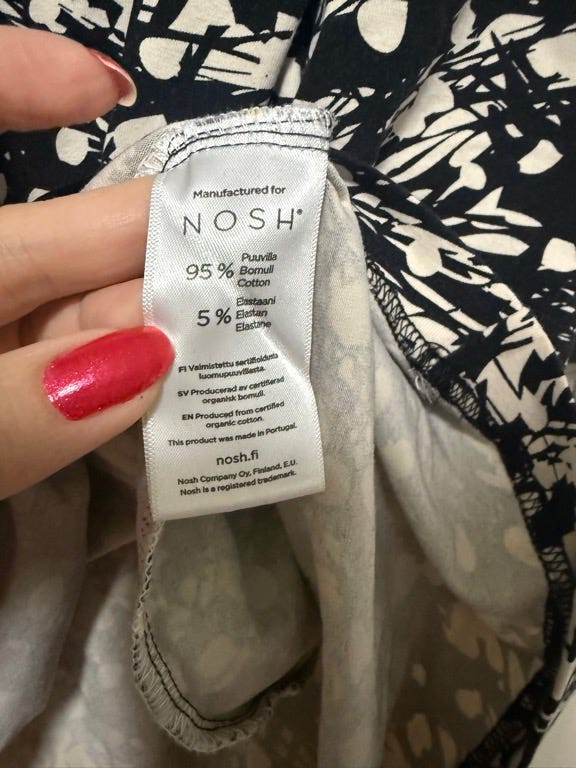 Manufactured for
NOSH®
95 % Puuvilla
Bomull
Cotton
5 % Elastaani
Elastan
Elastane
FI Valmistettu sertifioidusta
luomupuuvillasta.
SV Producerad av certifierad
organisk bomull.
EN Produced from certified
organic cotton.
This product was made in Portugal.
nosh.fi
Nosh Company Oy, Finland, E.U.
Nosh is a registered trademark.